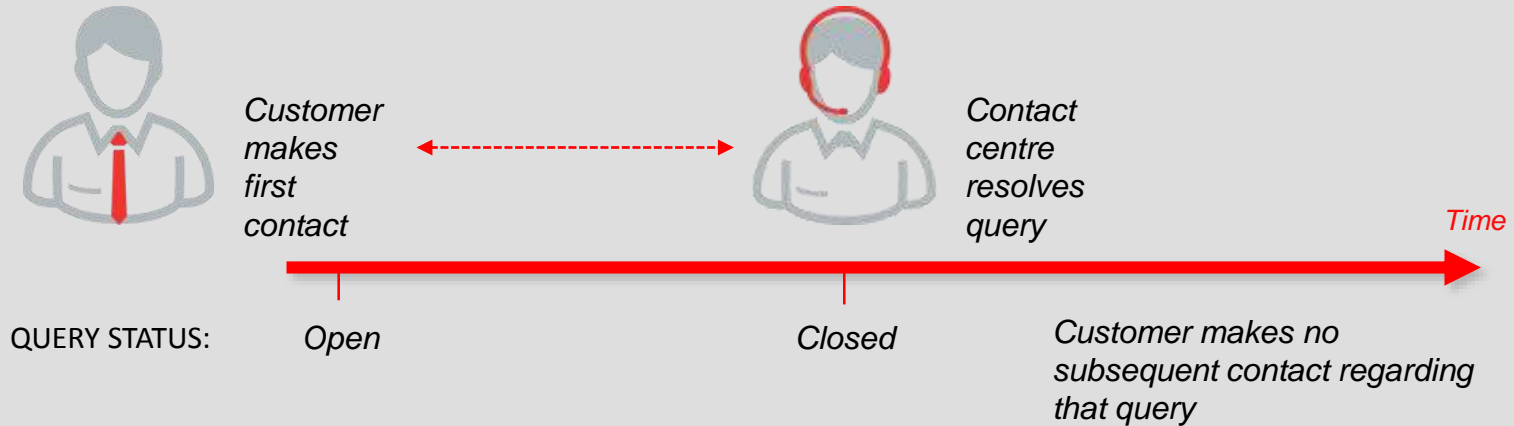 Customer
makes
first
contact
Contact
centre
resolves
query
Time
QUERY STATUS:
Open
Closed
Customer makes no
subsequent contact regarding
that query